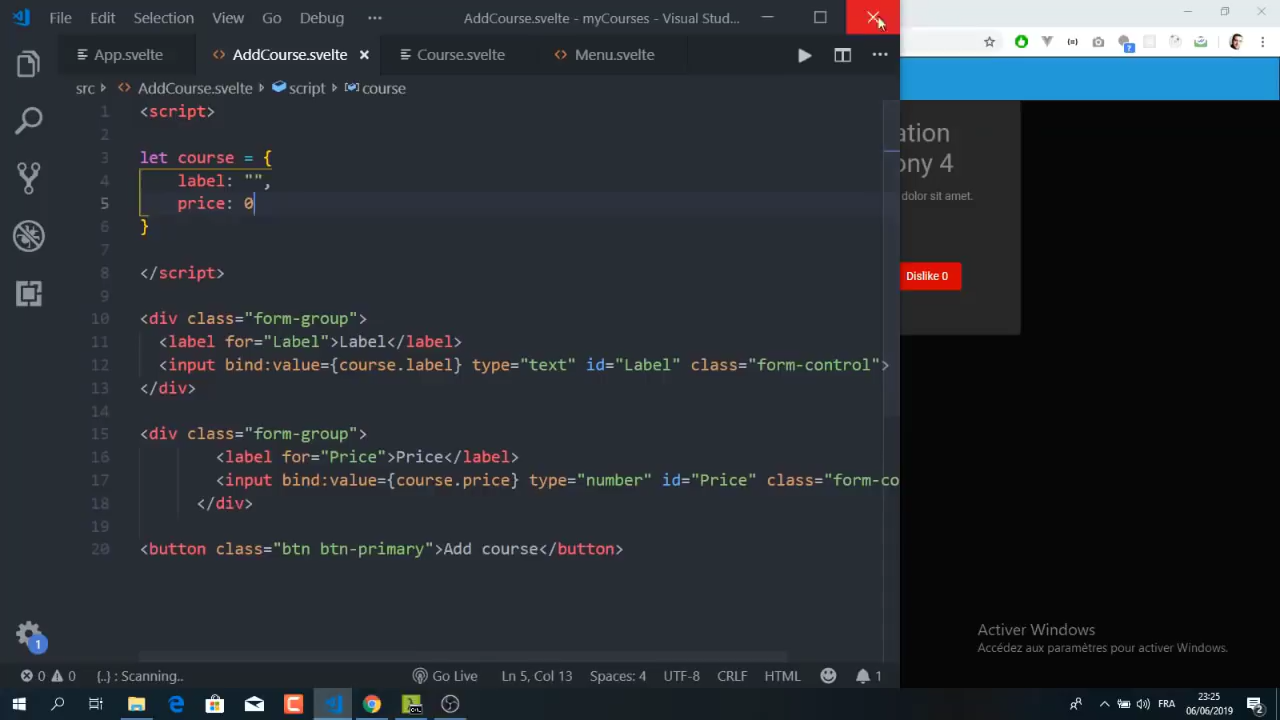 File Edit Selection View Go Debug ··· AddCourse.svelte - myCourses - Visual Stud...
App.svelte AddCourse.svelte Course.svelte Menu.svelte
src AddCourse.svelte script course
1 <script>
2
3 let course = {
4 label: "",
5 price: 0
6 }
7
8 </script>
9
10 <div class="form-group">
11 <label for="Label">Label</label>
12 <input bind:value={course.label} type="text" id="Label" class="form-control">
13 </div>
14
15 <div class="form-group">
16 <label for="Price">Price</label>
17 <input bind:value={course.price} type="number" id="Price" class="form-co
18 </div>
19
20 <button class="btn btn-primary">Add course</button>
ation
ony 4
dolor sit amet.
Dislike 0
Activer Windows
Accédez aux paramètres pour activer Windows.
1
0 0 {..} : Scanning.. Go Live Ln 5, Col 13 Spaces: 4 UTF-8 CRLF HTML 1
FRA 23:25
06/06/2019 2